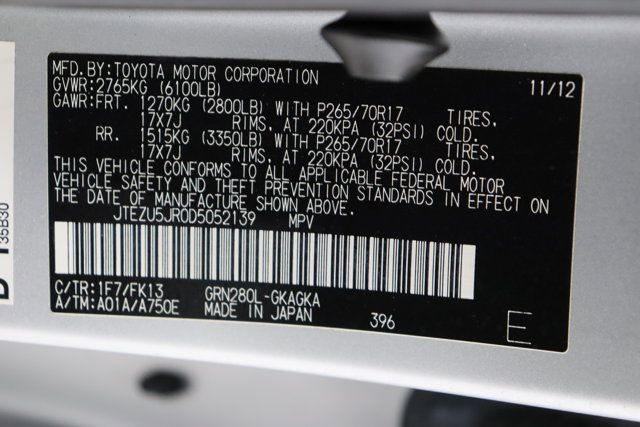 MFD.BY:TOYOTA MOTOR CORPORATION 11/12
GVWR:2765KG (6100LB)
GAWR:FRT. 1270KG (2800LB) WITH P265/70R17 TIRES,
17X7J RIMS, AT 220KPA (32PSI) COLD.
RR. 1515KG (3350LB) WITH P265/70R17 TIRES,
17X7J RIMS, AT 220KPA (32PSI) COLD.
THIS VEHICLE CONFORMS TO ALL APPLICABLE FEDERAL MOTOR
VEHICLE SAFETY AND THEFT PREVENTION STANDARDS IN EFFECT ON
THE DATE OF MANUFACTURE SHOWN ABOVE.
JTEZU5JR0D5052139 MPV
C/TR:1F7/FK13 GRN280L-GKAGKA
A/TM:A01A/A750E MADE IN JAPAN 396 E
35B30